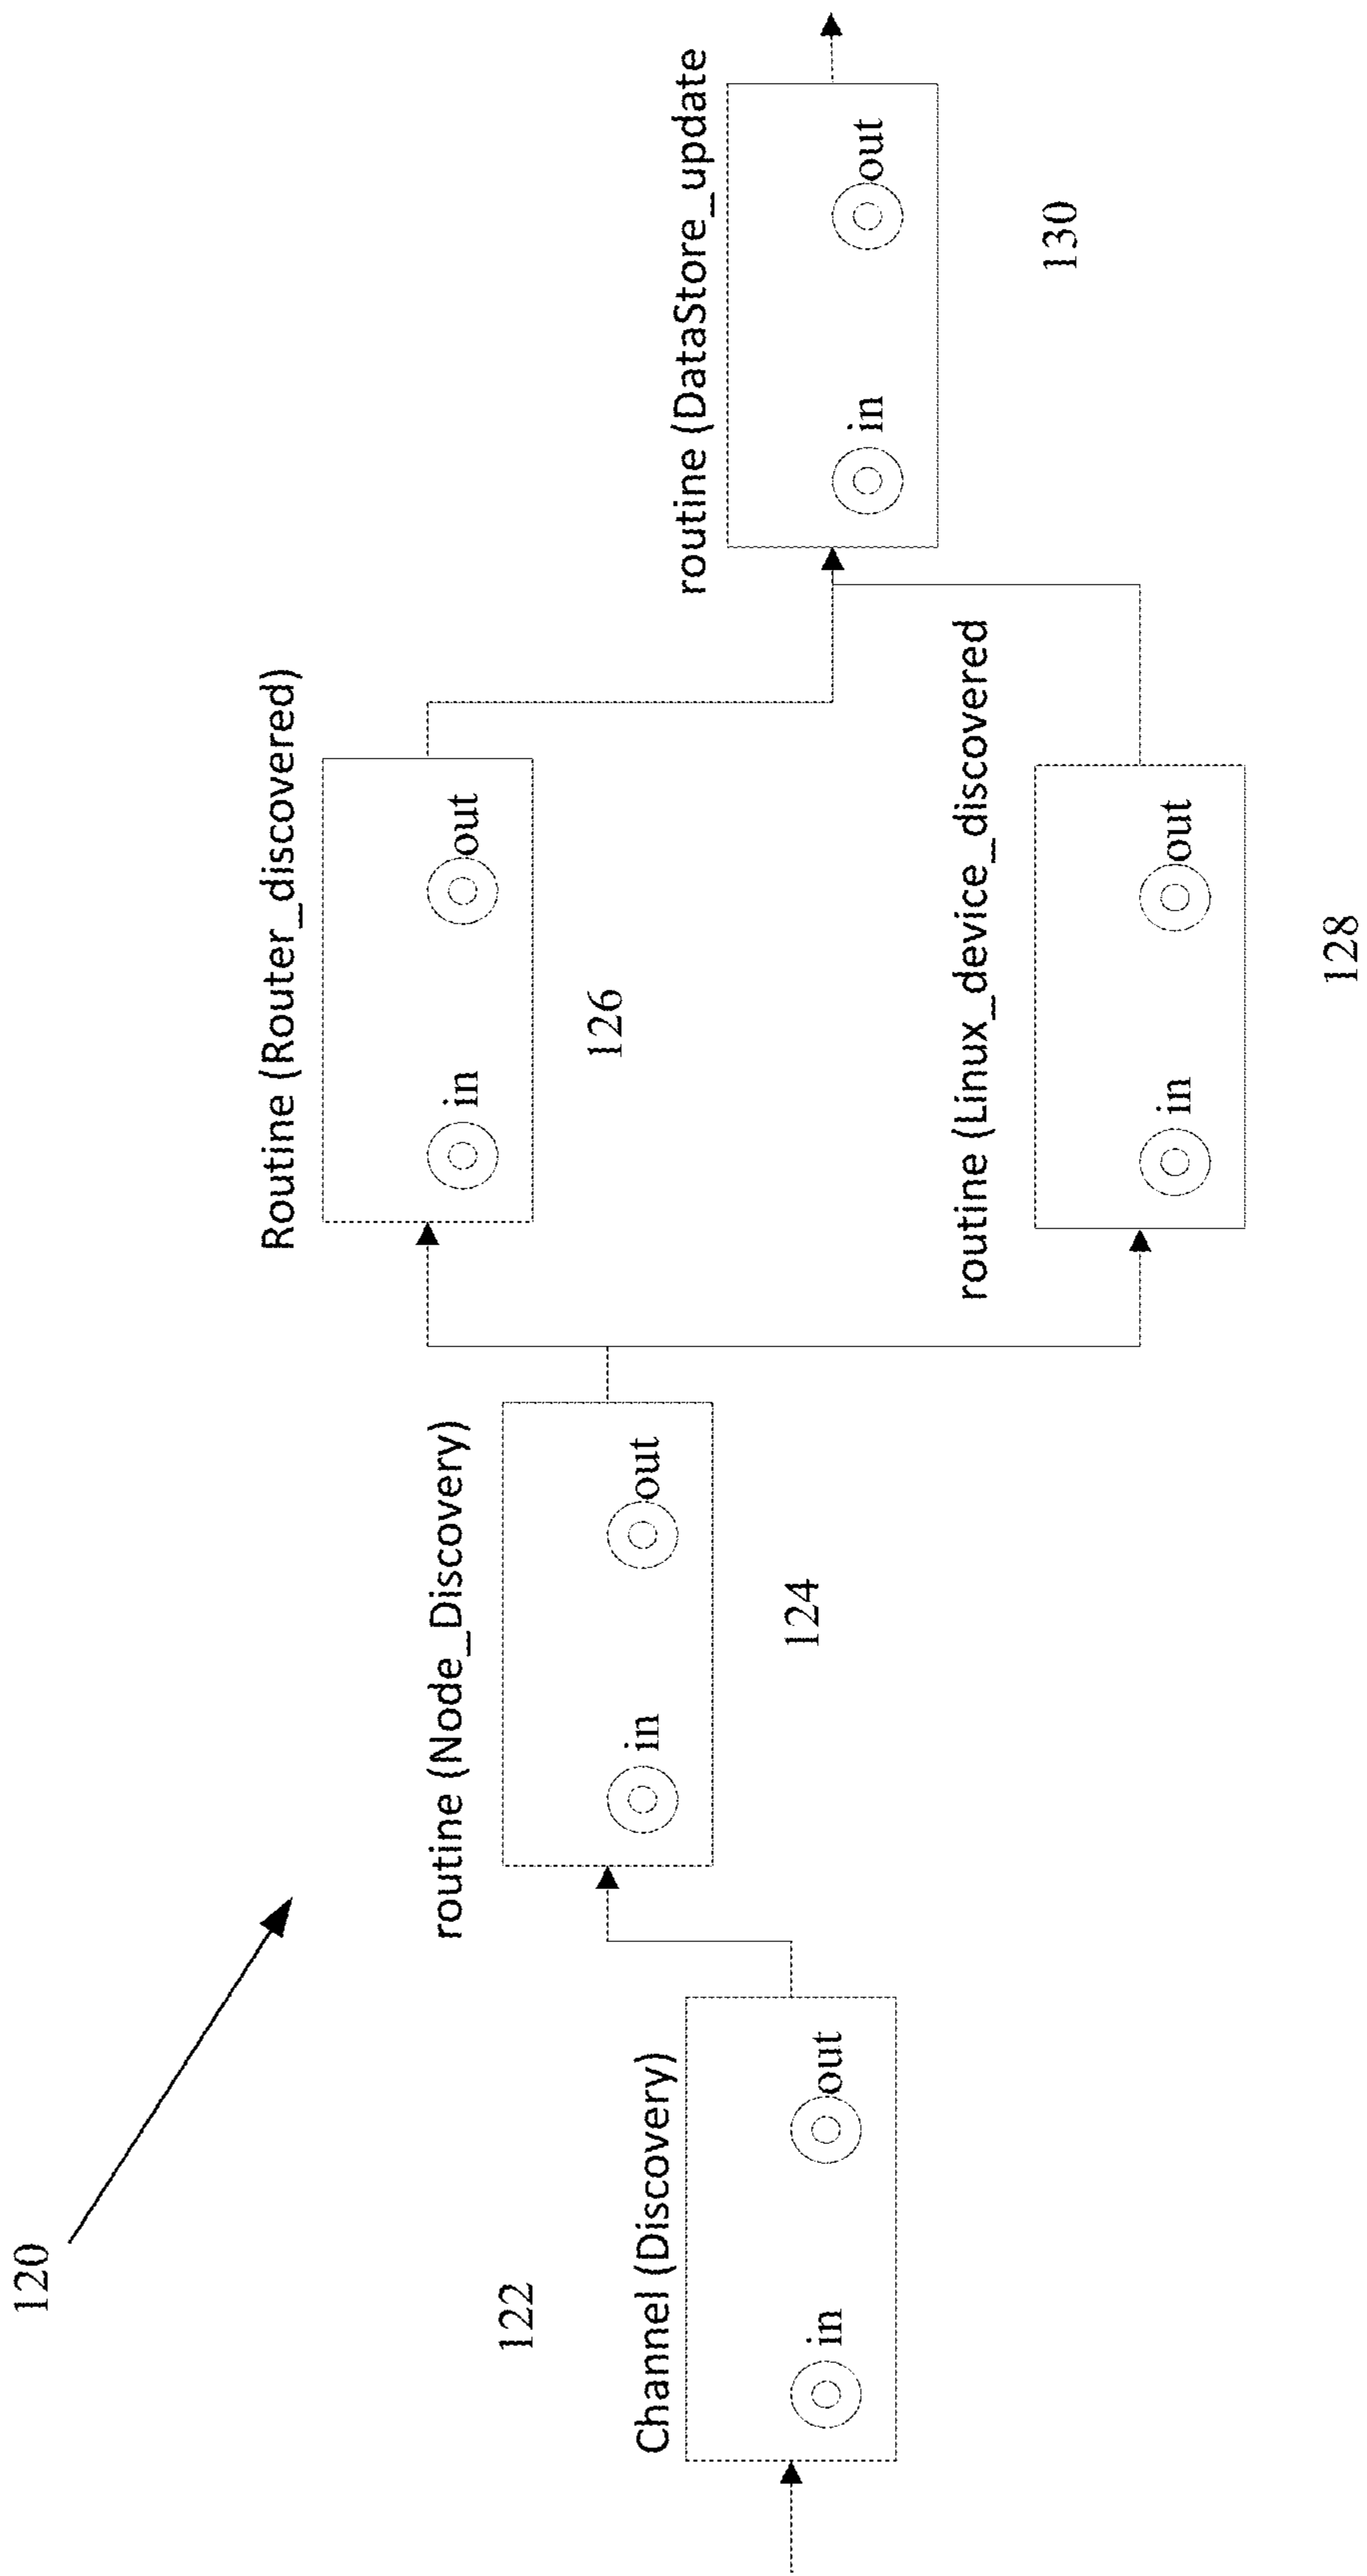 120
122
Channel (Discovery)
in
out
routine (Node_Discovery)
in
out
124
Routine (Router_discovered)
in
out
126
routine (Linux_device_discovered
in
out
128
routine (DataStore_update
in
out
130